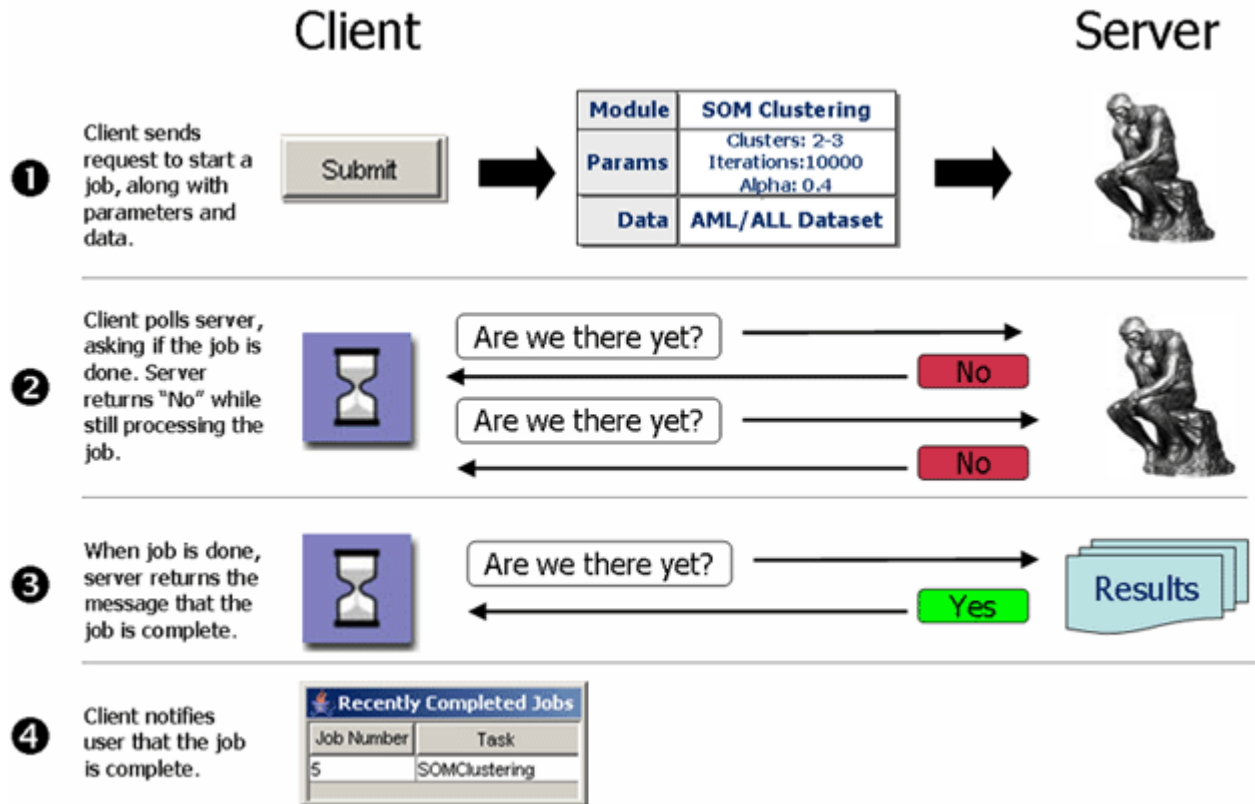 Client
Server
❶
Client sends
request to start a
job, along with
parameters and
data.
Submit
Module
SOM Clustering
Params
Clusters: 2-3
Iterations:10000
Alpha: 0.4
Data
AML/ALL Dataset
❷
Client polls server,
asking if the job is
done. Server
returns "No" while
still processing the
job.
Are we there yet?
No
Are we there yet?
No
❸
When job is done,
server returns the
message that the
job is complete.
Are we there yet?
Yes
Results
❹
Client notifies
user that the job
is complete.
Recently Completed Jobs
Job Number
Task
5
SOMClustering